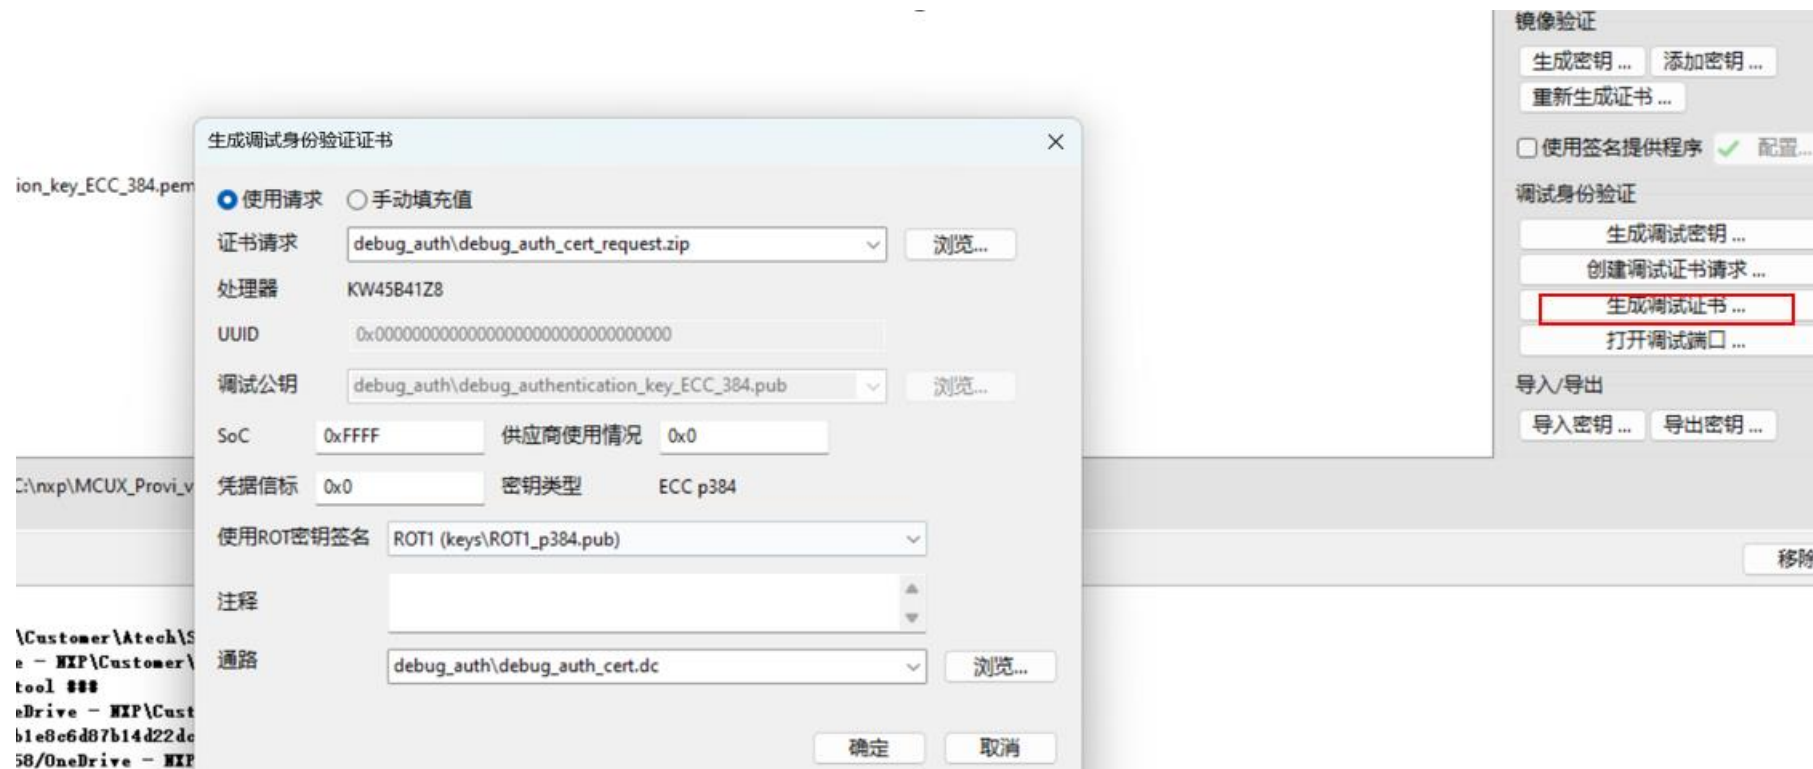 镜像验证
生成密钥 ... 添加密钥 ...
重新生成证书 ...
使用签名提供程序 配置...
调试身份验证
生成调试密钥 ...
创建调试证书请求 ...
生成调试证书 ...
打开调试端口 ...
导入/导出
导入密钥 ... 导出密钥 ...
移除
ion_key_ECC_384.pem
生成调试身份验证证书
使用请求 手动填充值
证书请求 debug_auth\debug_auth_cert_request.zip 浏览...
处理器 KW45B41Z8
UUID 0x00000000000000000000000000000000
调试公钥 debug_auth\debug_authentication_key_ECC_384.pub 浏览...
SoC 0xFFFF 供应商使用情况 0x0
凭据信标 0x0 密钥类型 ECC p384
使用ROT密钥签名 ROT1 (keys\ROT1_p384.pub)
注释
通路 debug_auth\debug_auth_cert.dc 浏览...
确定 取消
C:\nxp\MCUX_Provi_v
\Customer\Atech\S
e - NXP\Customer\
tool ###
eDrive - NXP\Cust
b1e8c6d87b14d22dc
58/OneDrive - NXP